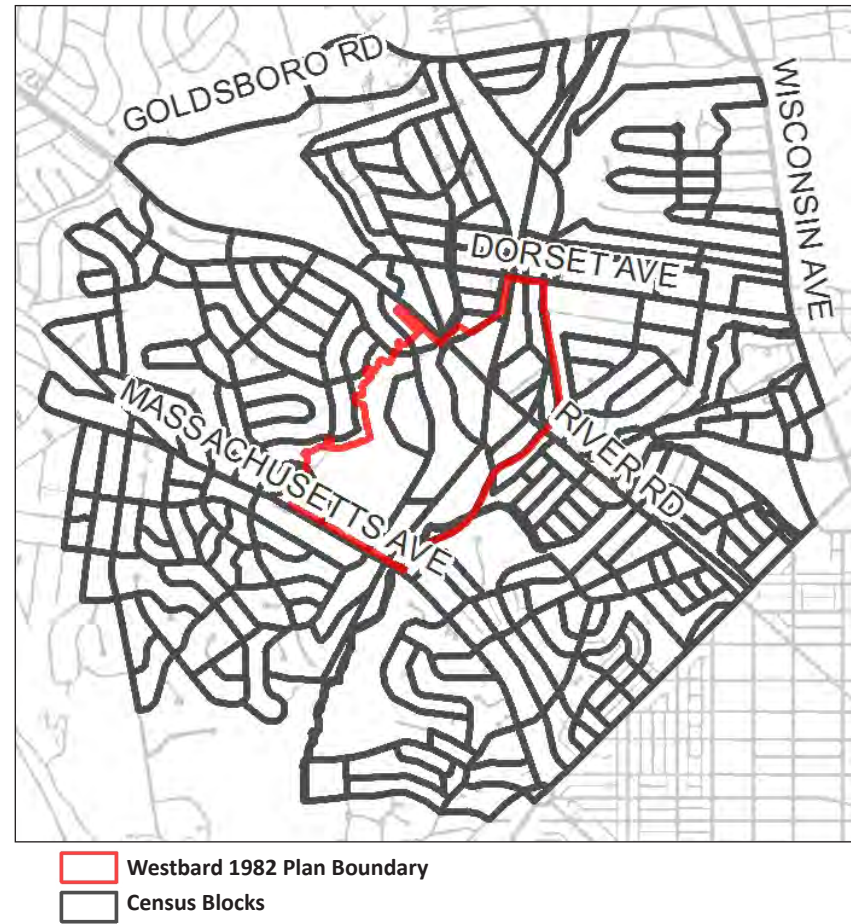 GOLDSBORO RD
WISCONSIN AVE
DORSET AVE
MASSACHUSETTS AVE
RIVER RD
Westbard 1982 Plan Boundary
Census Blocks